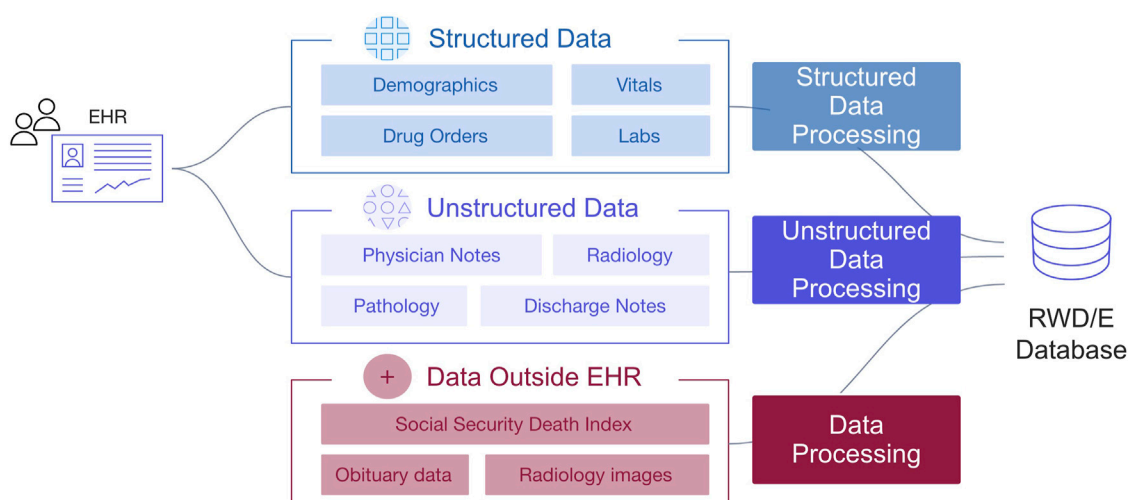 EHR
Structured Data
Demographics
Vitals
Drug Orders
Labs
Structured
Data
Processing
Unstructured Data
Physician Notes
Radiology
Pathology
Discharge Notes
Unstructured
Data
Processing
RWD/E
Database
+ Data Outside EHR
Social Security Death Index
Obituary data
Radiology images
Data
Processing